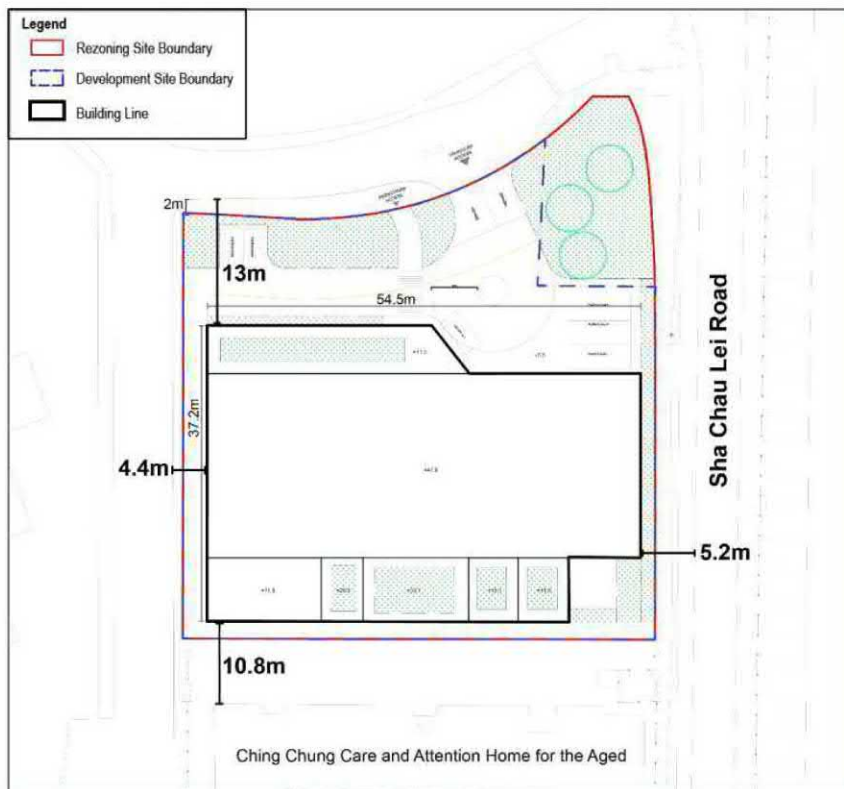 Legend
Rezoning Site Boundary
Development Site Boundary
Building Line
2m
13m
54.5m
37.2m
4.4m
5.2m
10.8m
Sha Chau Lei Road
Ching Chung Care and Attention Home for the Aged